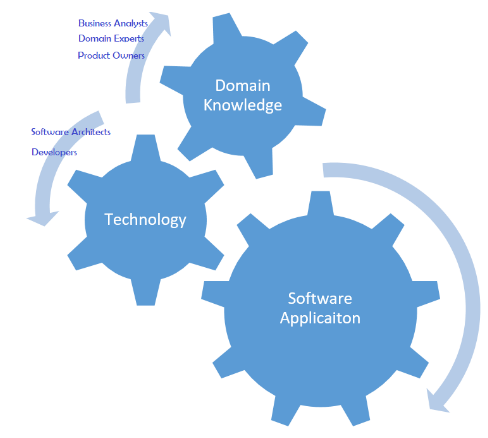 Business Analysts
Domain Experts
Product Owners
Domain
Knowledge
Software Architects
Developers
Technology
Software
Applicaiton